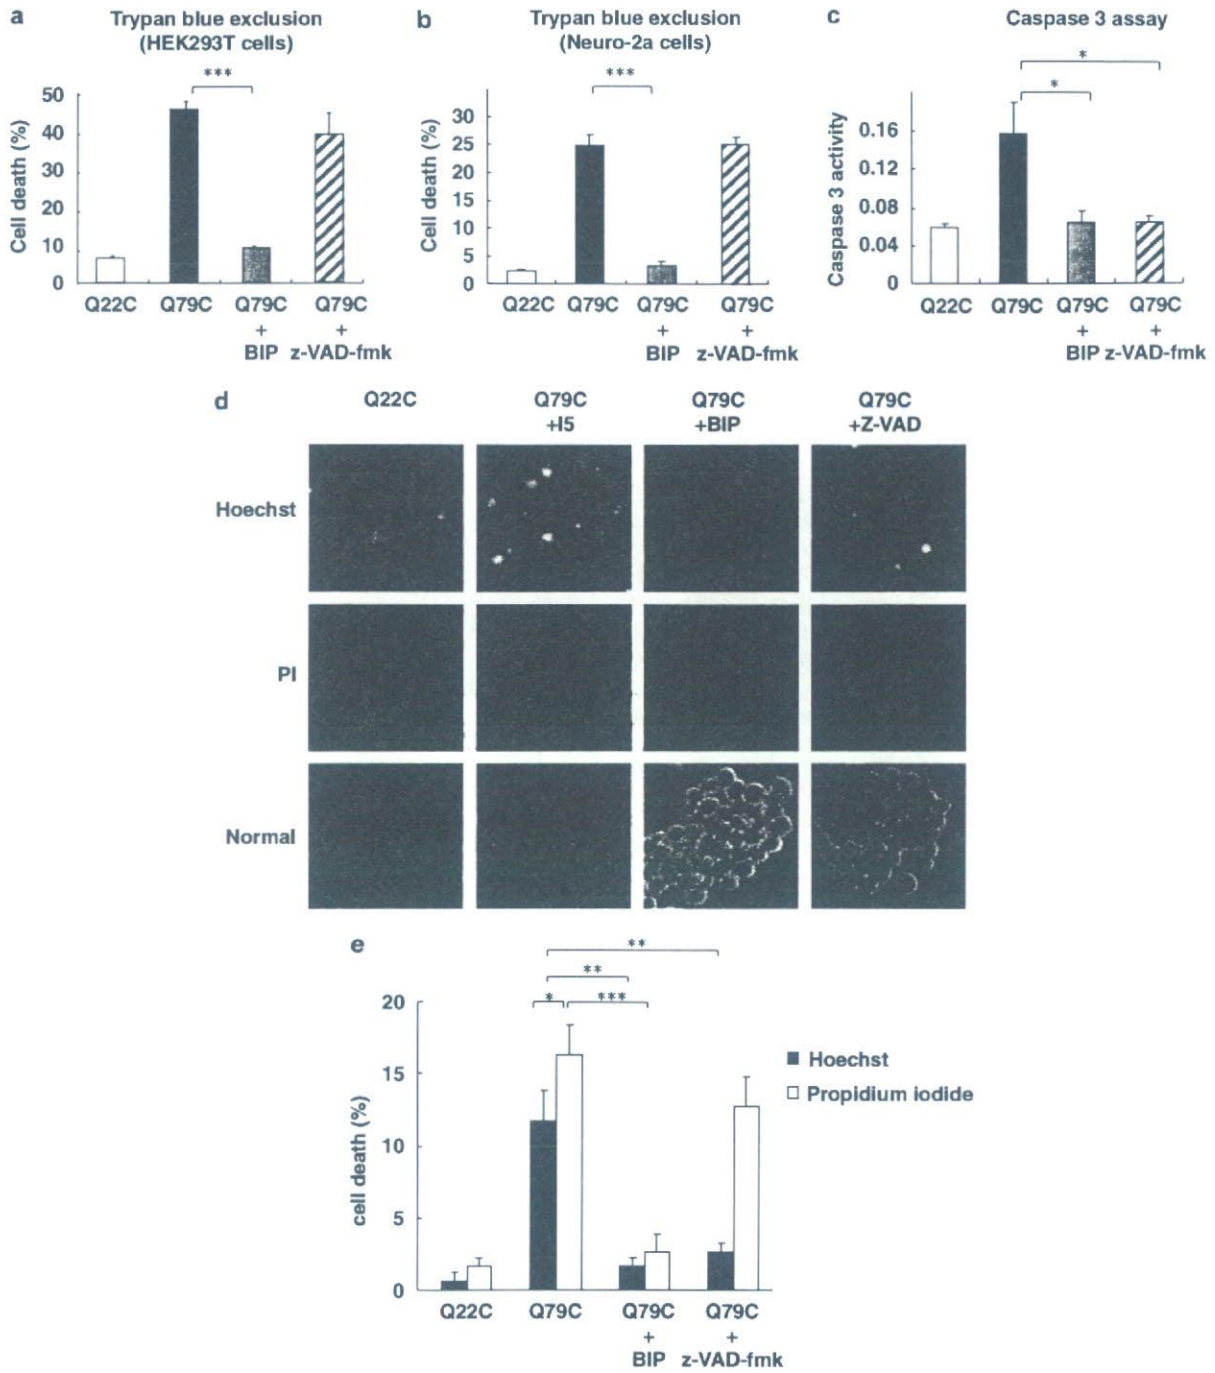 a
Trypan blue exclusion
(HEK293T cells)
***
50
40
30
20
10
0
Cell death (%)
Q22C Q79C Q79C Q79C
+ +
BIP z-VAD-fmk
b
Trypan blue exclusion
(Neuro-2a cells)
***
30
25
20
15
10
5
0
Cell death (%)
Q22C Q79C Q79C Q79C
+ +
BIP z-VAD-fmk
c
Caspase 3 assay
*
*
0.16
0.12
0.08
0.04
0
Caspase 3 activity
Q22C Q79C Q79C Q79C
+ +
BIP z-VAD-fmk
d
Q22C Q79C Q79C Q79C
+I5 +BIP +Z-VAD
Hoechst
PI
Normal
e
**
**
* ***
20
15
10
5
0
cell death (%)
Hoechst
Propidium iodide
Q22C Q79C Q79C Q79C
+ +
BIP z-VAD-fmk